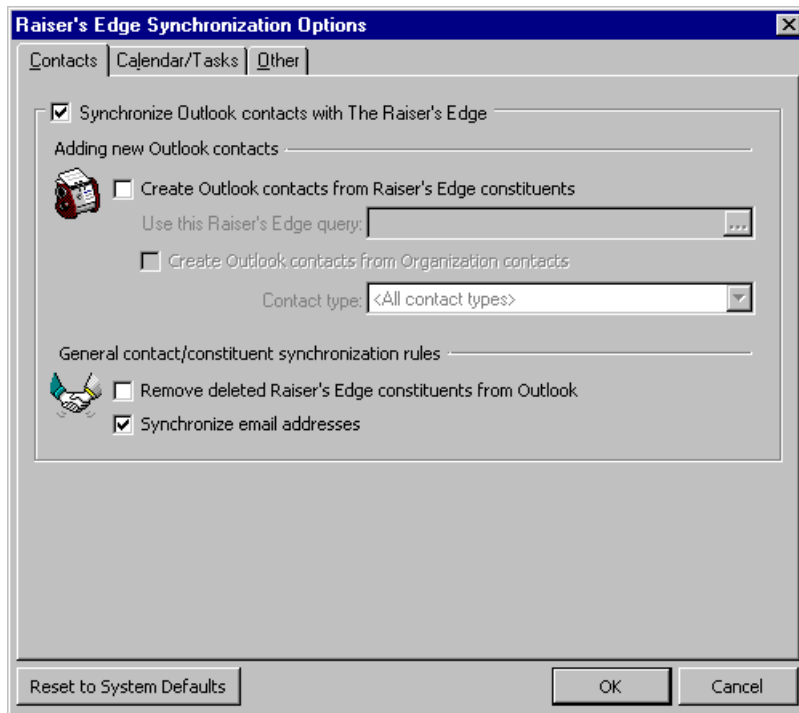 Raiser's Edge Synchronization Options
Contacts Calendar/Tasks Other
Synchronize Outlook contacts with The Raiser's Edge
Adding new Outlook contacts
Create Outlook contacts from Raiser's Edge constituents
Use this Raiser's Edge query: ...
Create Outlook contacts from Organization contacts
Contact type: <All contact types>
General contact/constituent synchronization rules
Remove deleted Raiser's Edge constituents from Outlook
Synchronize email addresses
Reset to System Defaults OK Cancel